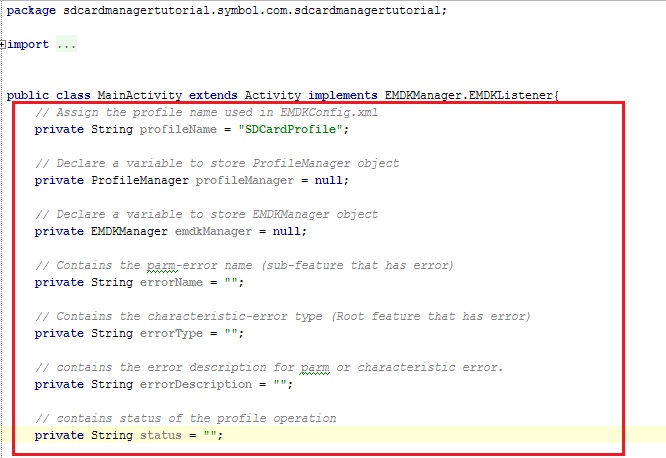 package sdcardmanagertutorial.symbol.com.sdcardmanagertutorial;
import ...
public class MainActivity extends Activity implements EMDKManager.EMDKListener{
// Assign the profile name used in EMDKConfig.xml
private String profileName = "SDCardProfile";
// Declare a variable to store ProfileManager object
private ProfileManager profileManager = null;
// Declare a variable to store EMDKManager object
private EMDKManager emdkManager = null;
// Contains the parm-error name (sub-feature that has error)
private String errorName = "";
// Contains the characteristic-error type (Root feature that has error)
private String errorType = "";
// contains the error description for parm or characteristic error.
private String errorDescription = "";
// contains status of the profile operation
private String status = "";